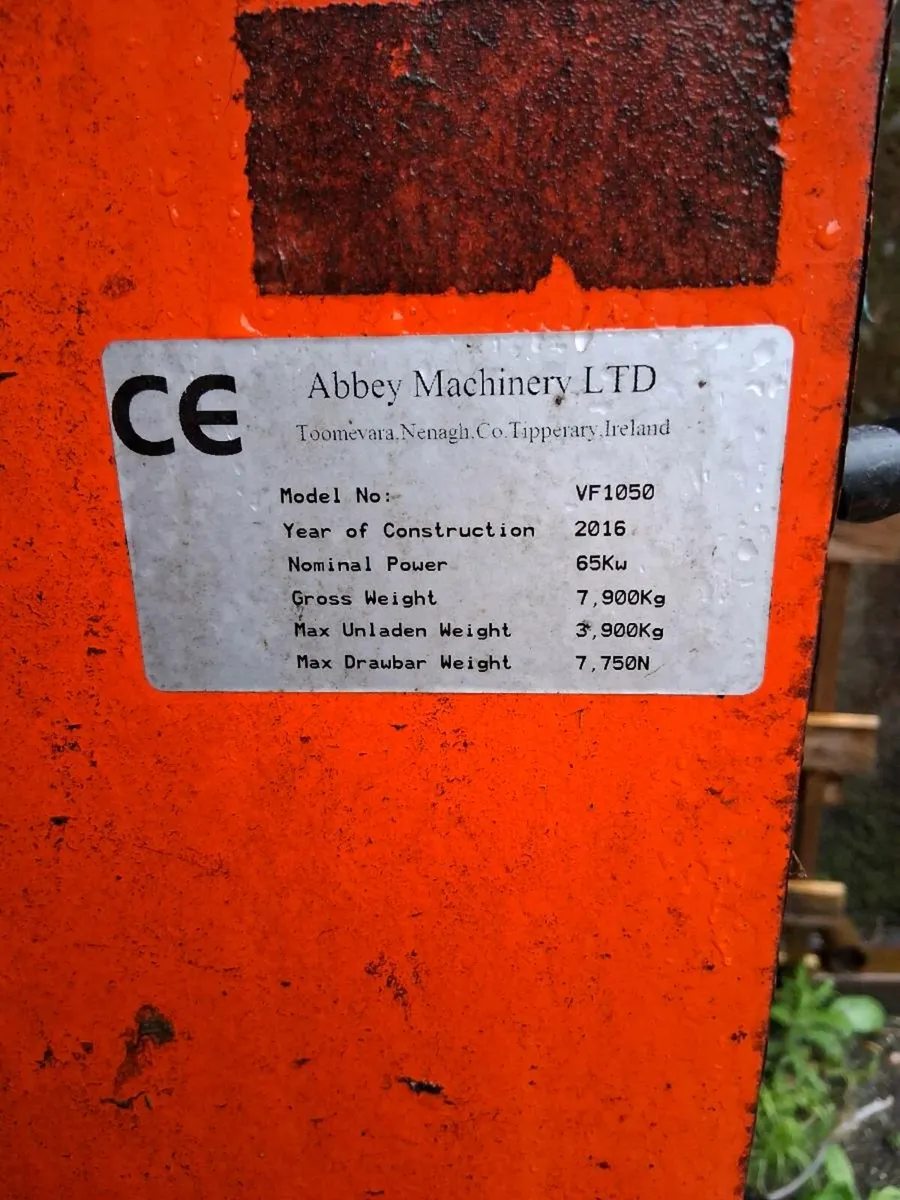 CE
Abbey Machinery LTD
Toomevara,Nenagh,Co.Tipperary,Ireland
Model No: VF1050
Year of Construction 2016
Nominal Power 65Kw
Gross Weight 7,900Kg
Max Unladen Weight 3,900Kg
Max Drawbar Weight 7,750N